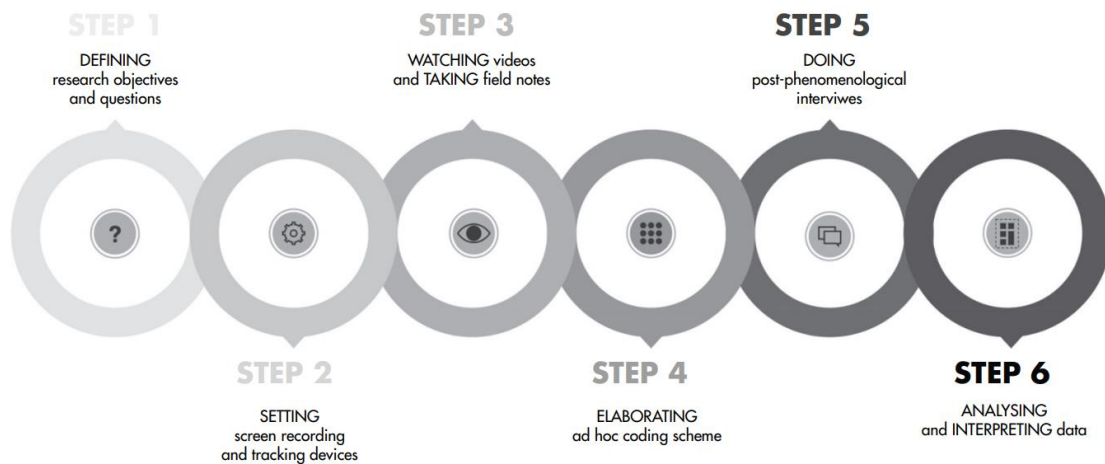 STEP 1
DEFINING
research objectives
and questions
?
STEP 2
SETTING
screen recording
and tracking devices
STEP 3
WATCHING videos
and TAKING field notes
STEP 4
ELABORATING
ad hoc coding scheme
STEP 5
DOING
post-phenomenological
interviwes
STEP 6
ANALYSING
and INTERPRETING data